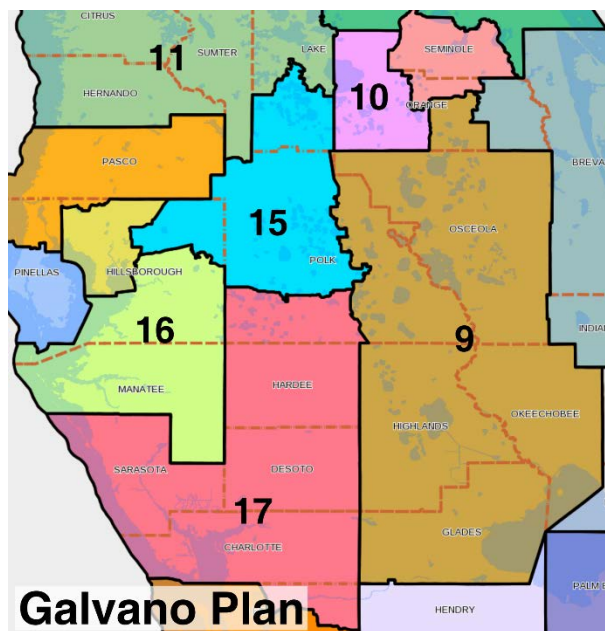 CITRUS
11
SUMTER
LAKE
SEMINOLE
HERNANDO
10
ORANGE
PASCO
BREVA
15
OSCEOLA
POLK
PINELLAS
HILLSBOROUGH
16
9
INDIAN
MANATEE
HARDEE
HIGHLANDS
OKEECHOBEE
SARASOTA
DESOTO
17
CHARLOTTE
GLADES
Galvano Plan
HENDRY
PALM B